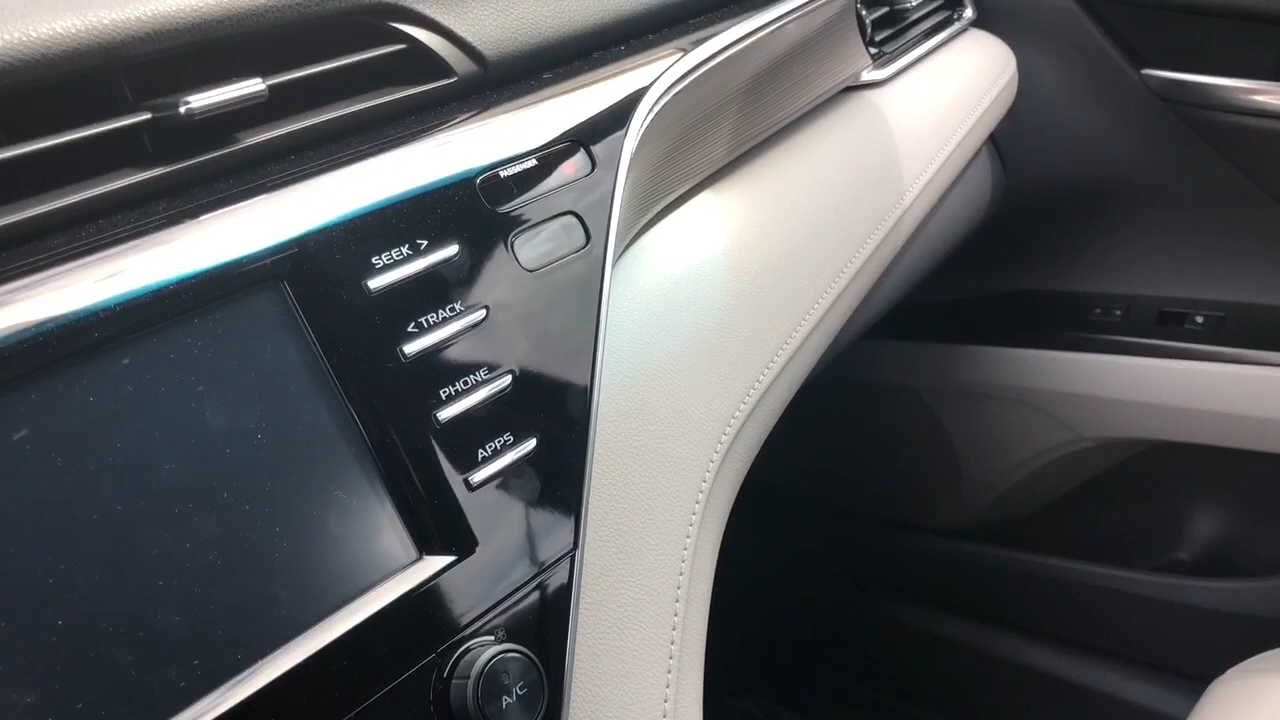 PASSENGER
SEEK >
< TRACK
PHONE
APPS
A/C